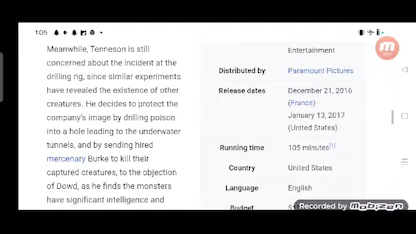 1:05
Meanwhile, Tenneson is still
concerned about the incident at the
drilling rig, since similar experiments
have revealed the existence of other
creatures. He decides to protect the
company's image by drilling poison
into a hole leading to the underwater
tunnels, and by sending hired
mercenary Burke to kill their
captured creatures, to the objection
of Dowd, as he finds the monsters
have significant intelligence and
Entertainment
Distributed by Paramount Pictures
Release dates December 21, 2016
(France)
January 13, 2017
(United States)
Running time 105 minutes[1]
Country United States
Language English
Budget
Recorded by mobizen